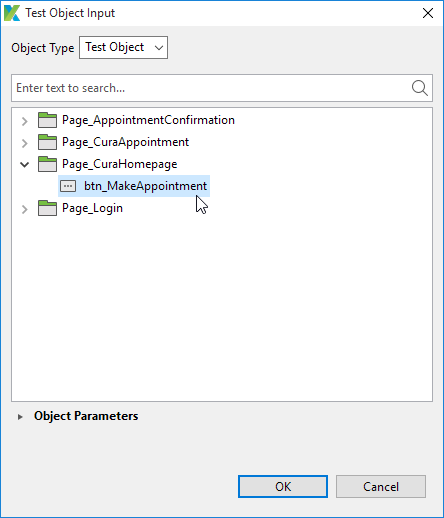 Test Object Input
Object Type Test Object
Enter text to search...
Page_AppointmentConfirmation
Page_CuraAppointment
Page_CuraHomepage
btn_MakeAppointment
Page_Login
Object Parameters
OK Cancel